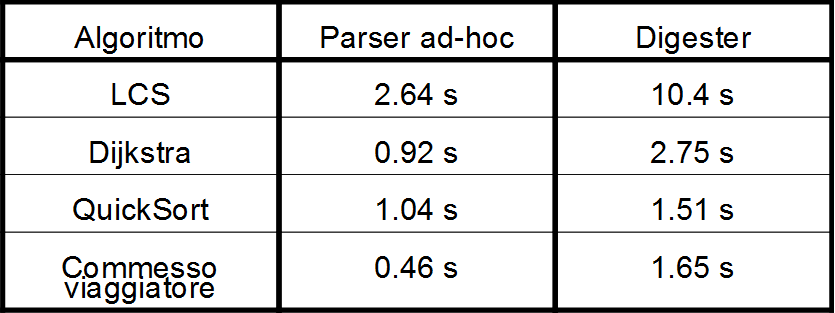 Algoritmo Parser ad-hoc Digester
LCS 2.64 s 10.4 s
Dijkstra 0.92 s 2.75 s
QuickSort 1.04 s 1.51 s
Commesso 0.46 s 1.65 s
viaggiatore